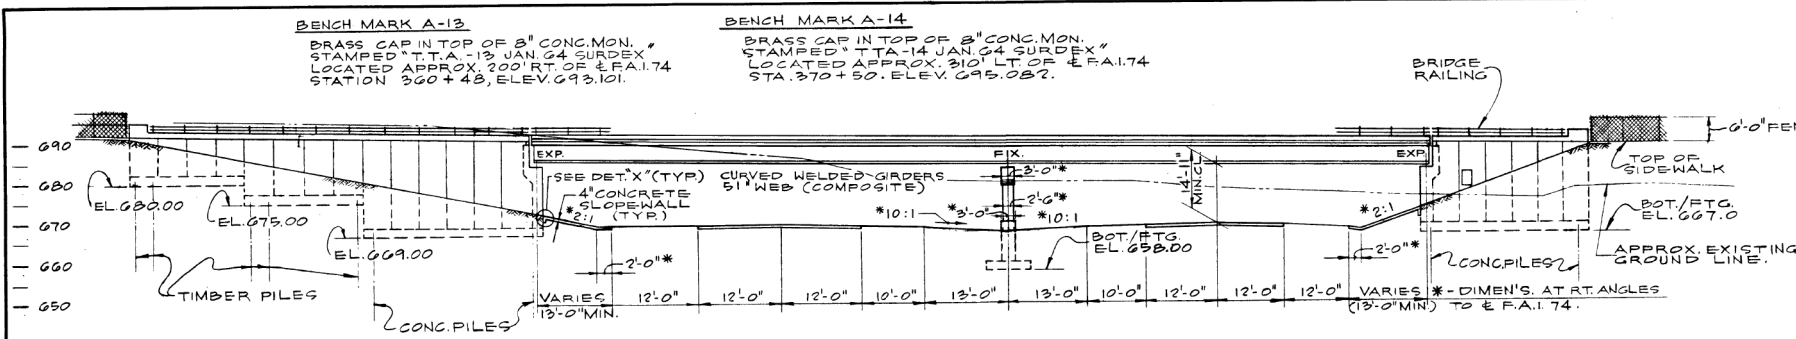 BENCH MARK A-13
BRASS CAP IN TOP OF 8" CONC. MON.
STAMPED "T.T.A.-13 JAN. 64 SURDEX"
LOCATED APPROX. 200' RT. OF ℄ F.A.I. 74
STATION 360 + 48, ELEV. 693.101.
BENCH MARK A-14
BRASS CAP IN TOP OF 8" CONC. MON.
STAMPED "TTA-14 JAN. 64 SURDEX"
LOCATED APPROX. 310' LT. OF ℄ F.A.I. 74
STA. 370 + 50. ELEV. 695.082.
BRIDGE
RAILING
6'-0" FE
690
680
670
660
650
EXP.
FIX.
EXP.
TOP OF
SIDEWALK
SEE DET. "X" (TYP.)
4" CONCRETE
SLOPEWALL
(TYP.)
CURVED WELDED GIRDERS
51" WEB (COMPOSITE)
3'-0"*
14'-11"
MIN. CL.
2'-6"*
EL. 680.00
EL. 675.00
EL. 669.00
*2:1
*10:1
*3'-0"
*10:1
*2:1
BOT./FTG.
EL. 667.0
BOT./FTG.
EL. 658.00
2'-0"*
2'-0"*
APPROX. EXISTING
GROUND LINE.
CONC. PILES
TIMBER PILES
CONC. PILES
VARIES
(13'-0" MIN.
12'-0"
12'-0"
12'-0"
10'-0"
13'-0"
13'-0"
10'-0"
12'-0"
12'-0"
12'-0"
VARIES
(13'-0" MIN.)
* - DIMEN'S. AT RT. ANGLES
TO ℄ F.A.I. 74.